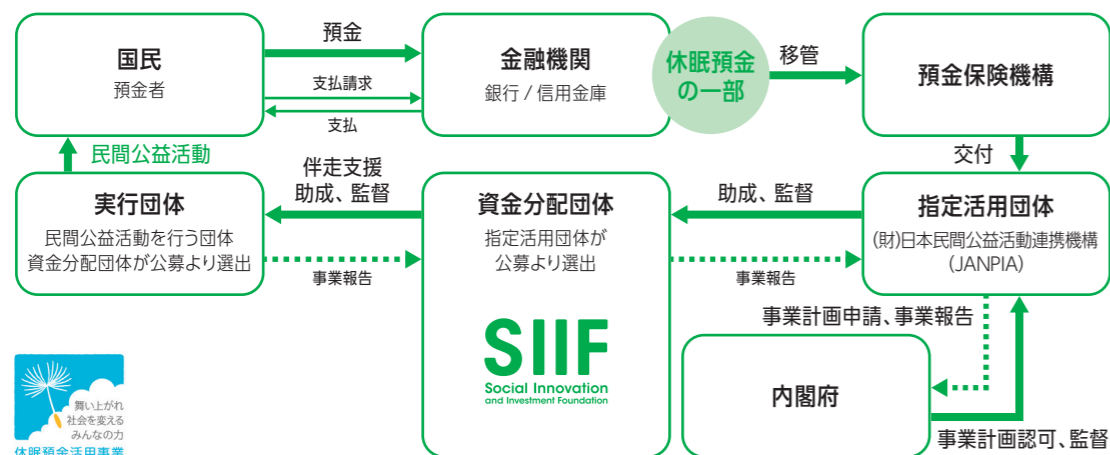 国民
預金者
預金
支払請求
支払
金融機関
銀行 / 信用金庫
休眠預金
の一部
移管
預金保険機構
民間公益活動
伴走支援
助成、監督
助成、監督
交付
実行団体
民間公益活動を行う団体
資金分配団体が公募より選出
事業報告
資金分配団体
指定活用団体が
公募より選出
事業報告
指定活用団体
(財)日本民間公益活動連携機構
(JANPIA)
SIIF
Social Innovation
and Investment Foundation
事業計画申請、事業報告
内閣府
事業計画認可、監督
舞い上がれ
社会を変える
みんなの力
休眠預金活用事業